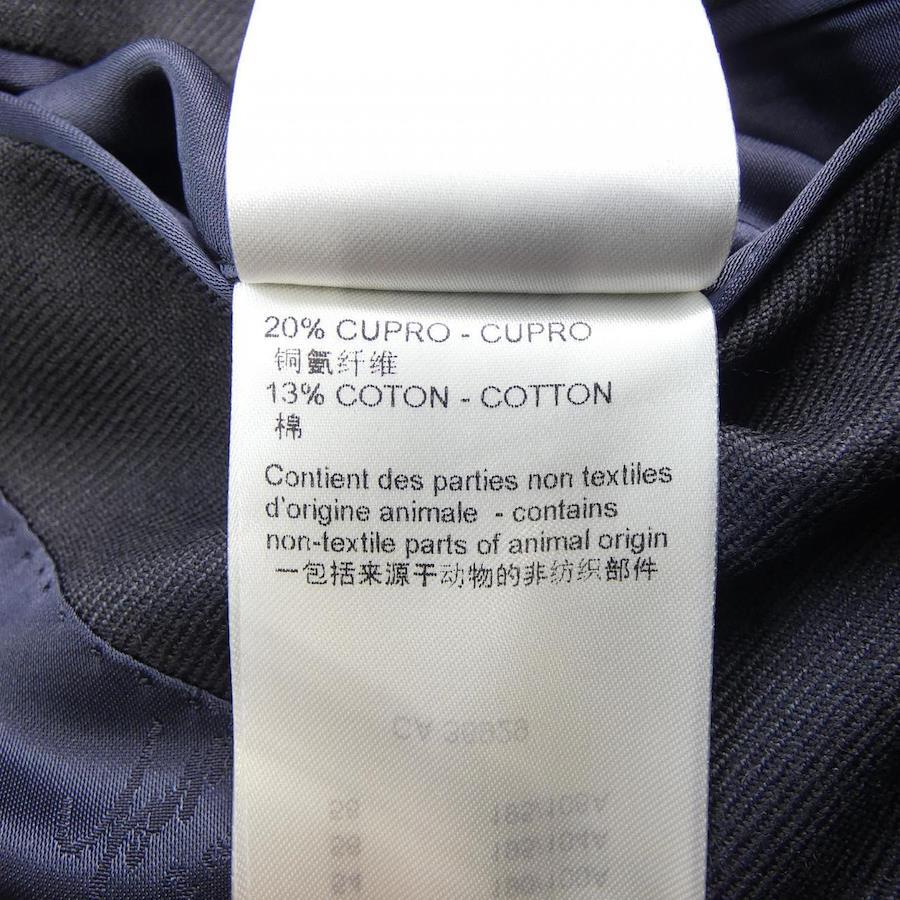 20% CUPRO - CUPRO
铜氨纤维
13% COTON - COTTON
棉
Contient des parties non textiles
d'origine animale - contains
non-textile parts of animal origin
一包括来源于动物的非纺织部件
CA 36929